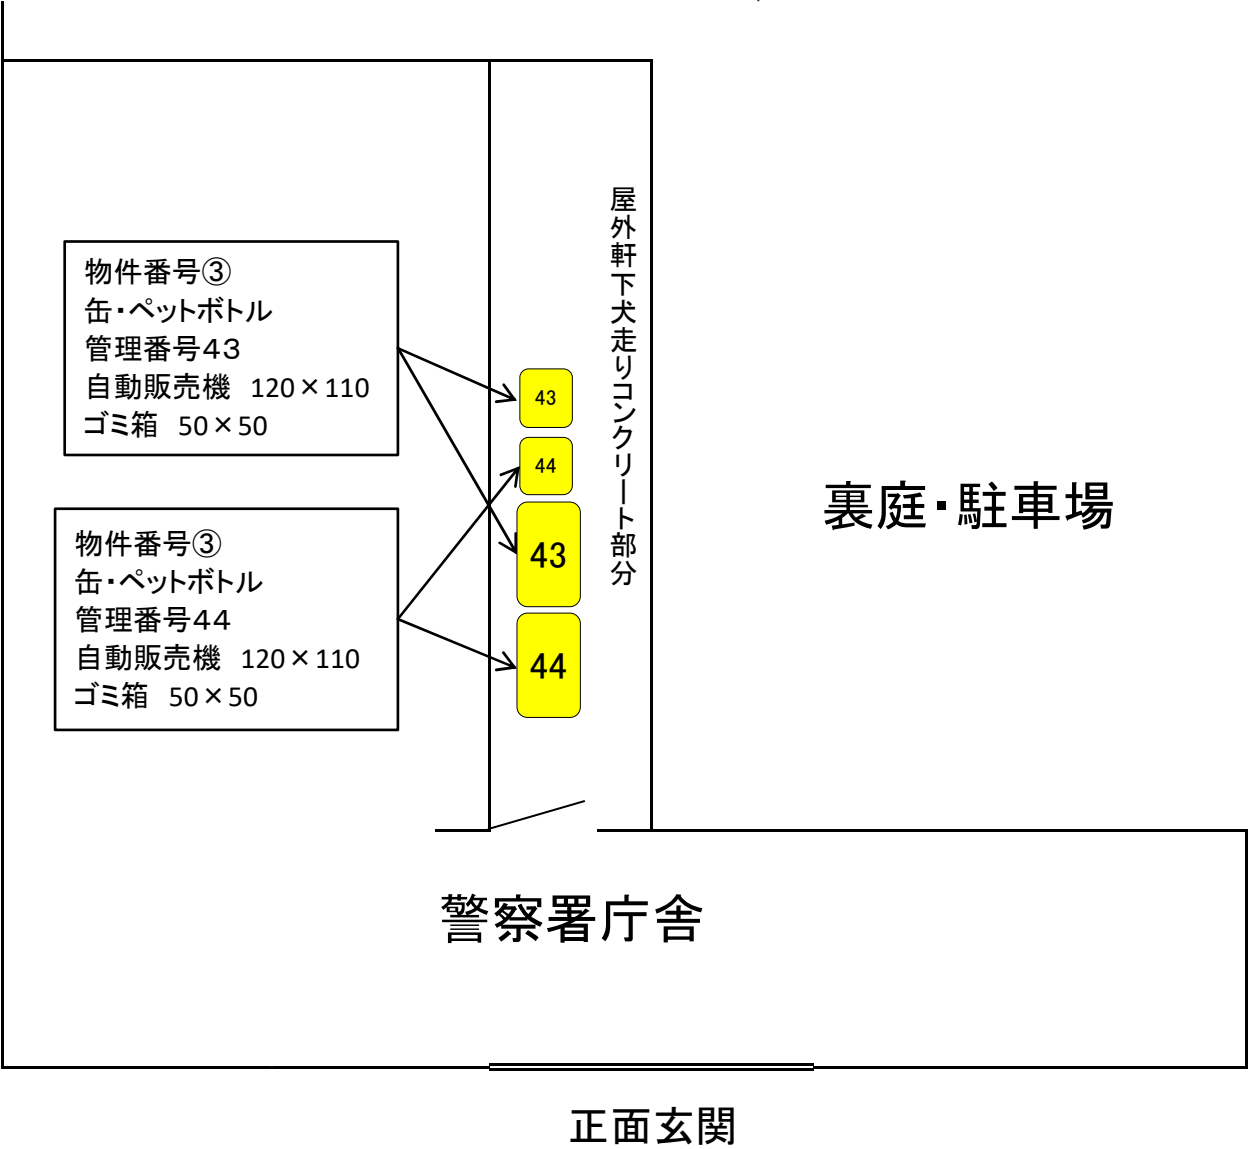 物件番号③
缶・ペットボトル
管理番号４３
自動販売機 120×110
ゴミ箱 50×50
物件番号③
缶・ペットボトル
管理番号４４
自動販売機 120×110
ゴミ箱 50×50
43
44
43
44
屋外軒下犬走りコンクリート部分
裏庭・駐車場
警察署庁舎
正面玄関